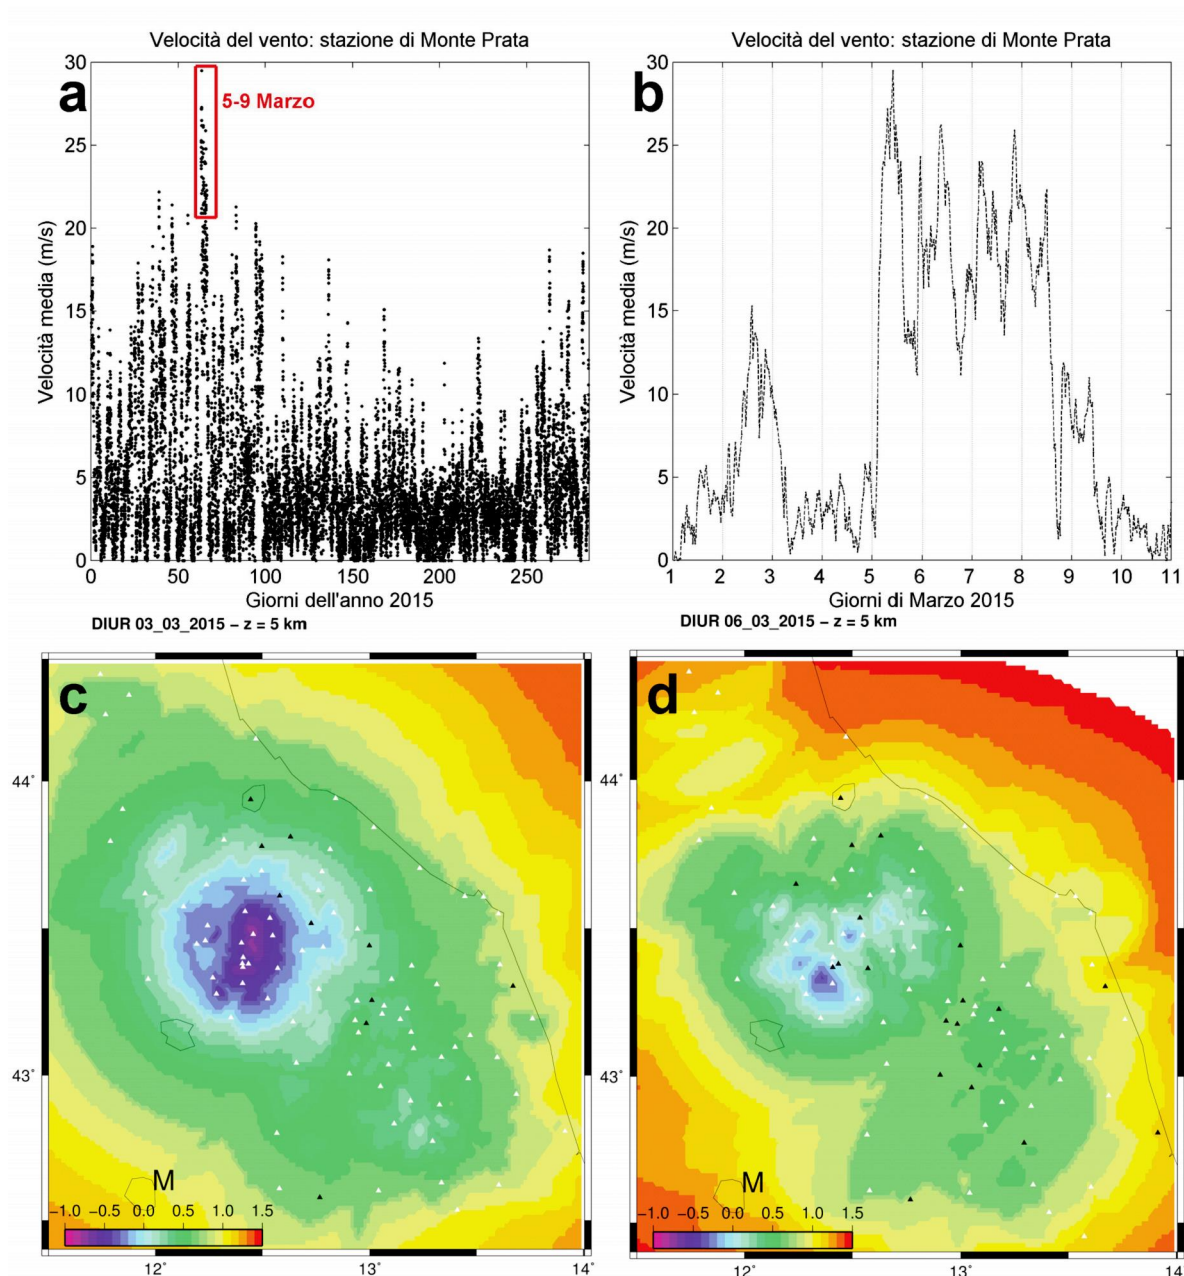 Velocità del vento: stazione di Monte Prata
a
5-9 Marzo
Velocità media (m/s)
30
25
20
15
10
5
0
0 50 100 150 200 250
Giorni dell'anno 2015
Velocità del vento: stazione di Monte Prata
b
Velocità media (m/s)
30
25
20
15
10
5
0
1 2 3 4 5 6 7 8 9 10 11
Giorni di Marzo 2015
DIUR 03_03_2015 – z = 5 km
c
44°
43°
M
−1.0 −0.5 0.0 0.5 1.0 1.5
12° 13° 14
DIUR 06_03_2015 – z = 5 km
d
44°
43°
M
−1.0 −0.5 0.0 0.5 1.0 1.5
12° 13° 14